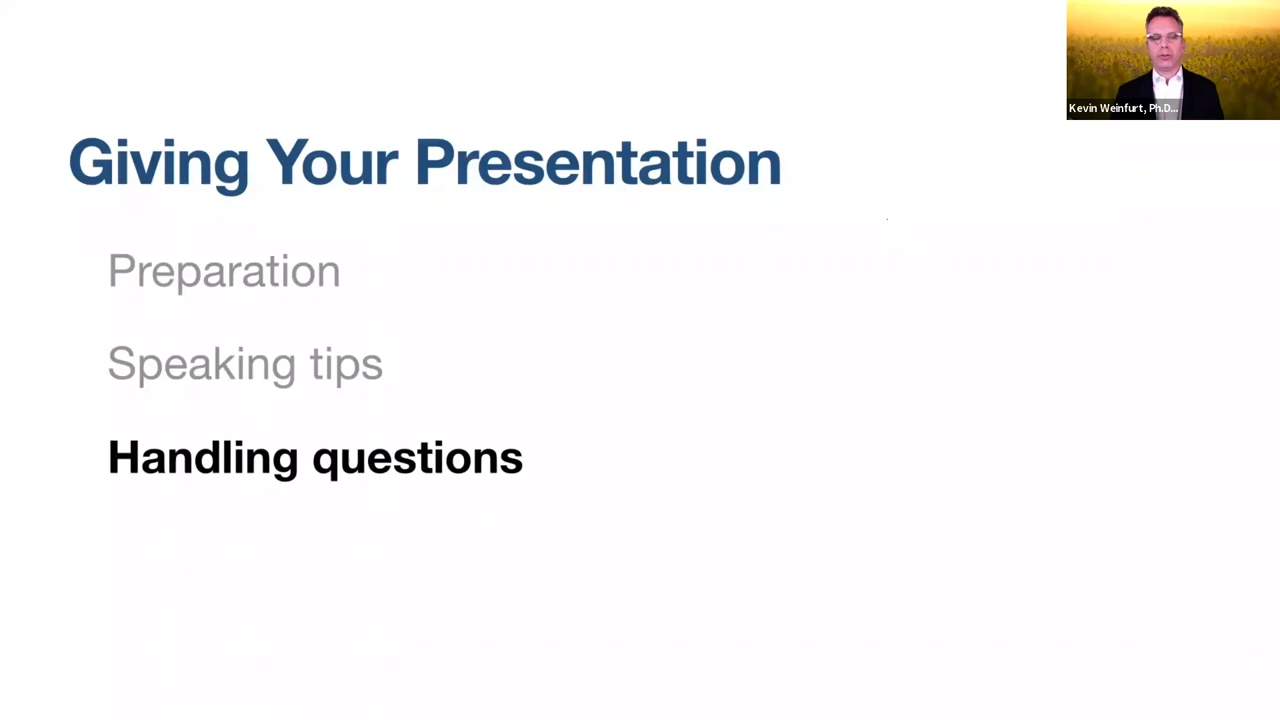 Kevin Weinfurt, Ph.D...
Giving Your Presentation
Preparation
Speaking tips
Handling questions